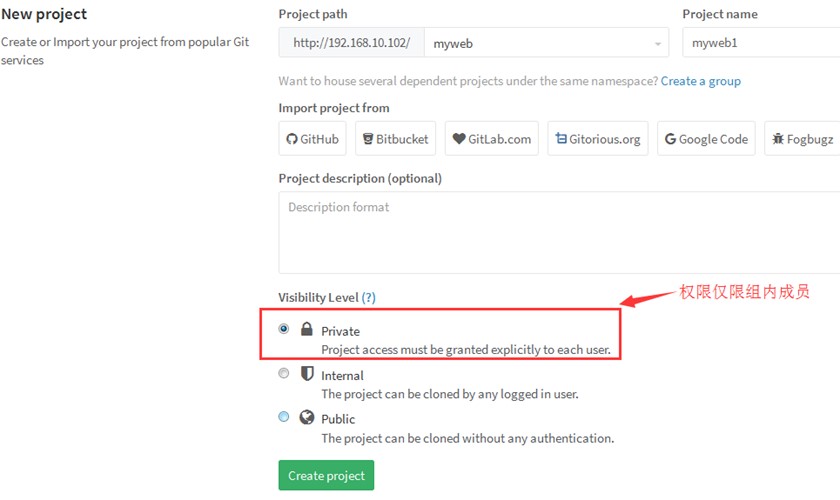 New project
Create or Import your project from popular Git
services
Project path
Project name
http://192.168.10.102/
myweb
myweb1
Want to house several dependent projects under the same namespace? Create a group
Import project from
GitHub
Bitbucket
GitLab.com
Gitorious.org
Google Code
Fogbugz
Project description (optional)
Description format
Visibility Level (?)
权限仅限组内成员
Private
Project access must be granted explicitly to each user.
Internal
The project can be cloned by any logged in user.
Public
The project can be cloned without any authentication.
Create project